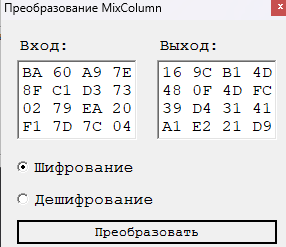 Преобразование MixColumn
Вход: Выход:
BA 60 A9 7E 16 9C B1 4D
8F C1 D3 73 48 0F 4D FC
02 79 EA 20 39 D4 31 41
F1 7D 7C 04 A1 E2 21 D9
Шифрование
Дешифрование
Преобразовать